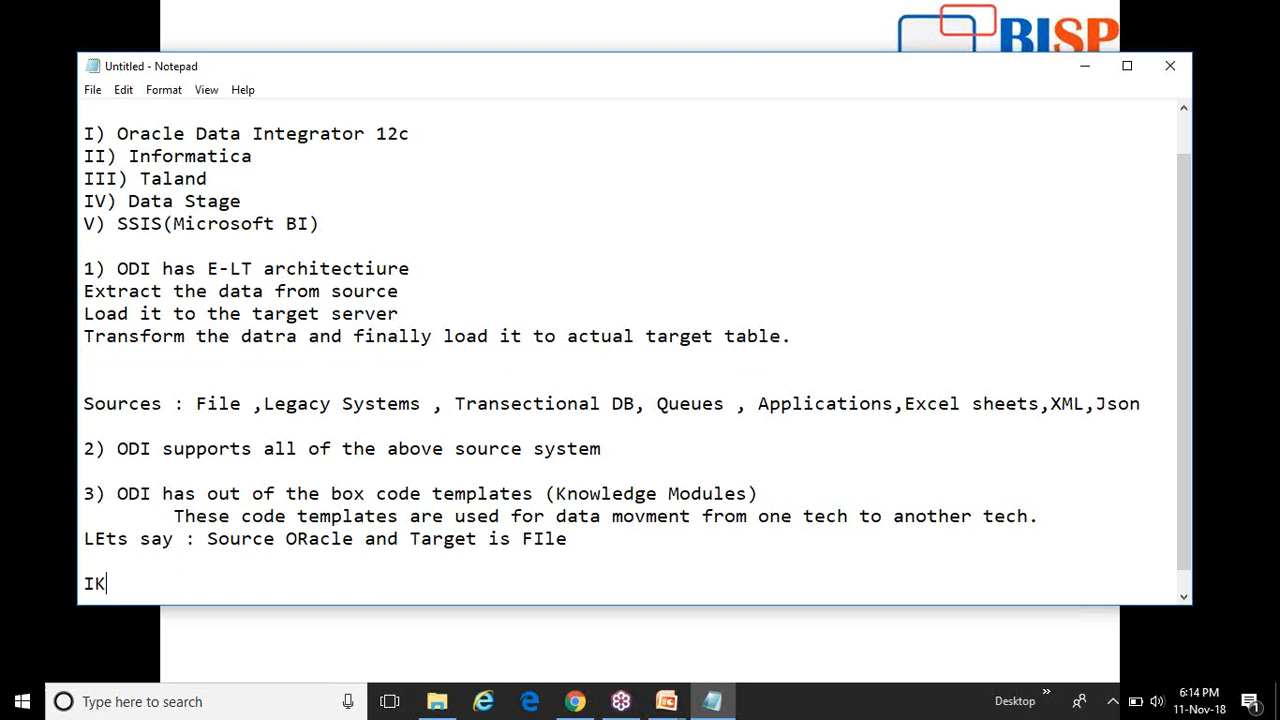 BISP
Untitled - Notepad
File Edit Format View Help
I) Oracle Data Integrator 12c
II) Informatica
III) Taland
IV) Data Stage
V) SSIS(Microsoft BI)
1) ODI has E-LT architectiure
Extract the data from source
Load it to the target server
Transform the datra and finally load it to actual target table.
Sources : File ,Legacy Systems , Transectional DB, Queues , Applications,Excel sheets,XML,Json
2) ODI supports all of the above source system
3) ODI has out of the box code templates (Knowledge Modules)
These code templates are used for data movment from one tech to another tech.
LEts say : Source ORacle and Target is FIle
IK
Type here to search
Desktop
6:14 PM
11-Nov-18
1